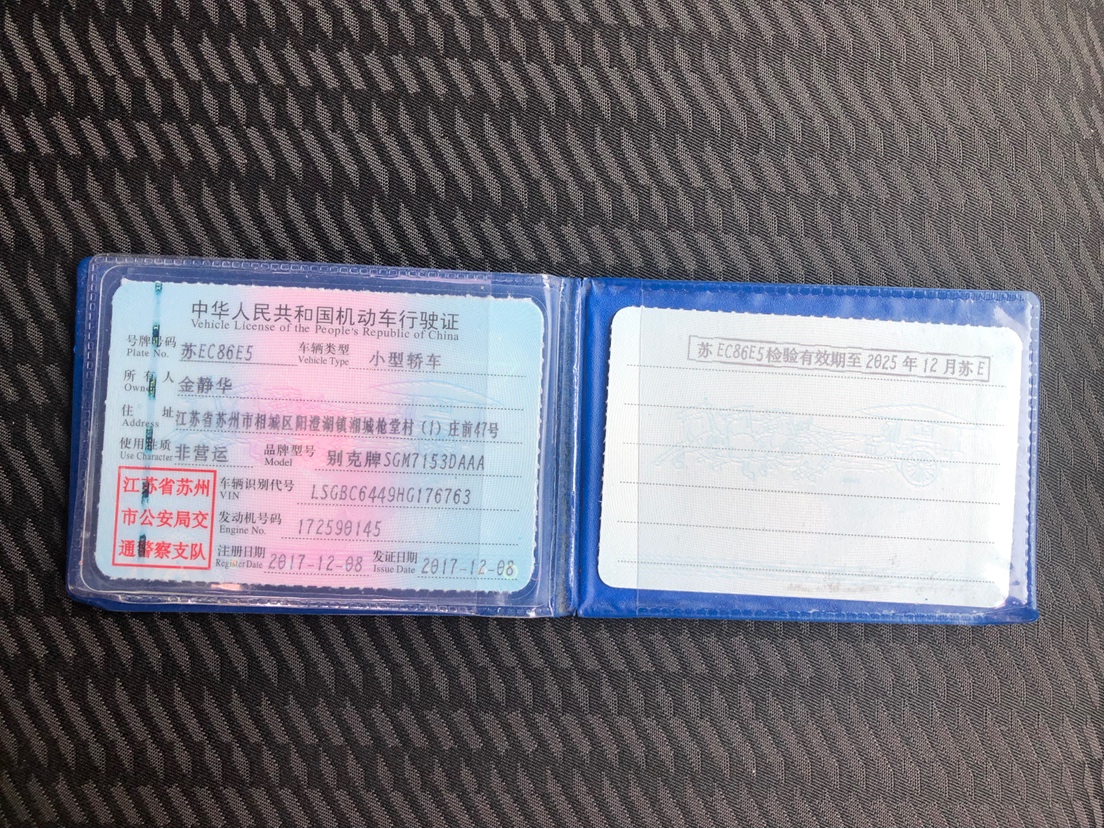 中华人民共和国机动车行驶证
Vehicle License of the People's Republic of China
号牌号码 苏EC86E5 车辆类型 小型轿车
Plate No. Vehicle Type
所有人 金静华
Owner
住址 江苏省苏州市相城区阳澄湖镇湘城枪堂村(1)庄前47号
Address
使用性质 非营运 品牌型号 别克牌SGM7153DAAA
Use Character Model
江苏省苏州
市公安局交
通警察支队
车辆识别代号 LSGBC6449HG176763
VIN
发动机号码 172590145
Engine No.
注册日期 2017-12-08 发证日期 2017-12-08
Register Date Issue Date
苏EC86E5检验有效期至2025年12月苏E